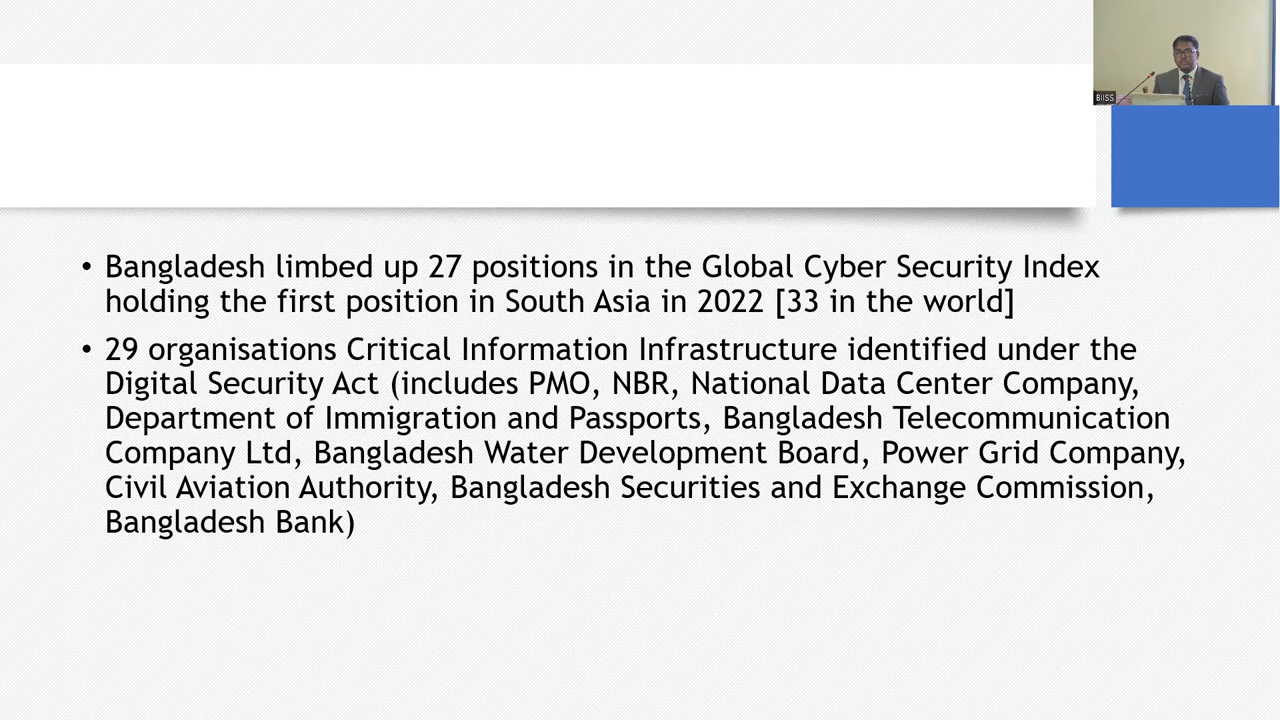 BIISS
• Bangladesh limbed up 27 positions in the Global Cyber Security Index
holding the first position in South Asia in 2022 [33 in the world]
• 29 organisations Critical Information Infrastructure identified under the
Digital Security Act (includes PMO, NBR, National Data Center Company,
Department of Immigration and Passports, Bangladesh Telecommunication
Company Ltd, Bangladesh Water Development Board, Power Grid Company,
Civil Aviation Authority, Bangladesh Securities and Exchange Commission,
Bangladesh Bank)